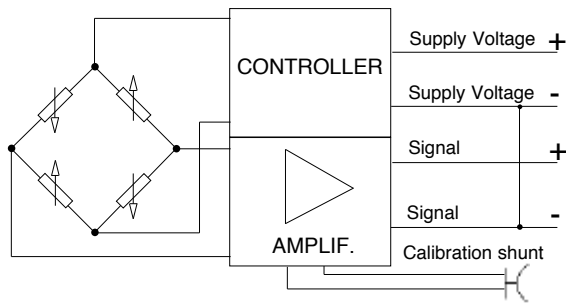 Supply Voltage +
CONTROLLER
Supply Voltage -
Signal +
Signal -
AMPLIF.
Calibration shunt